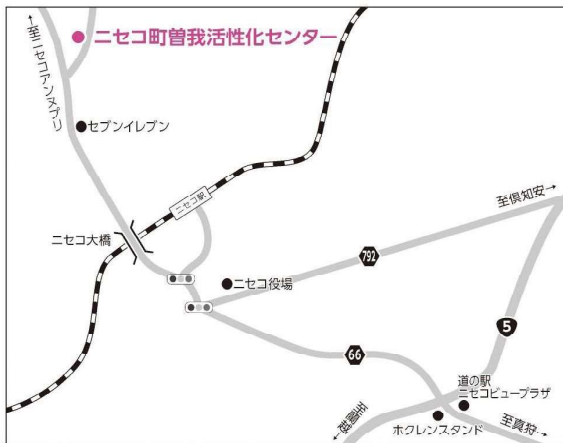 ←至ニセコアンヌプリ
ニセコ町曽我活性化センター
セブンイレブン
ニセコ駅
ニセコ大橋
至倶知安→
792
ニセコ役場
5
66
道の駅
ニセコビュープラザ
ホクレンスタンド
←至蘭越
至真狩→